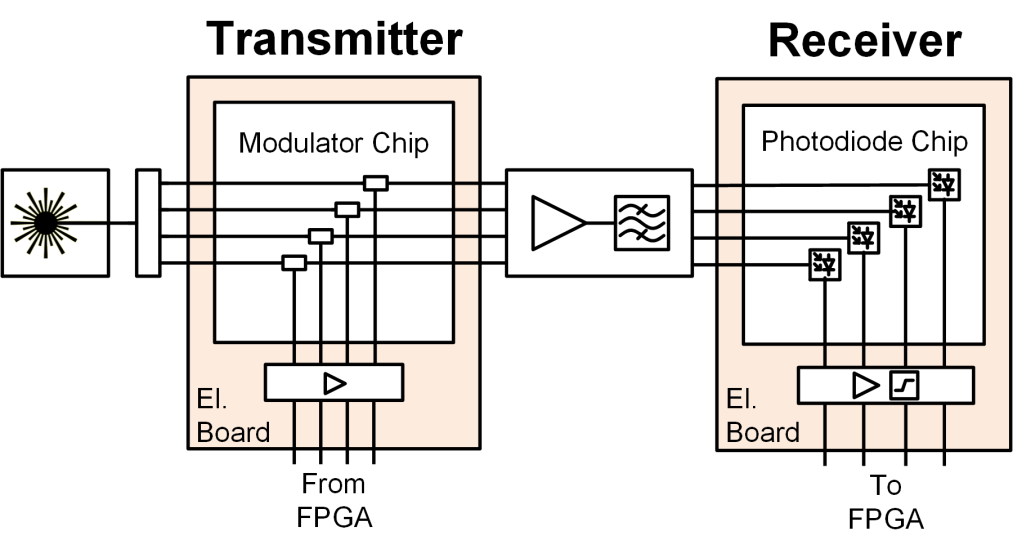 Transmitter
Receiver
Modulator Chip
Photodiode Chip
El.
Board
El.
Board
From
FPGA
To
FPGA